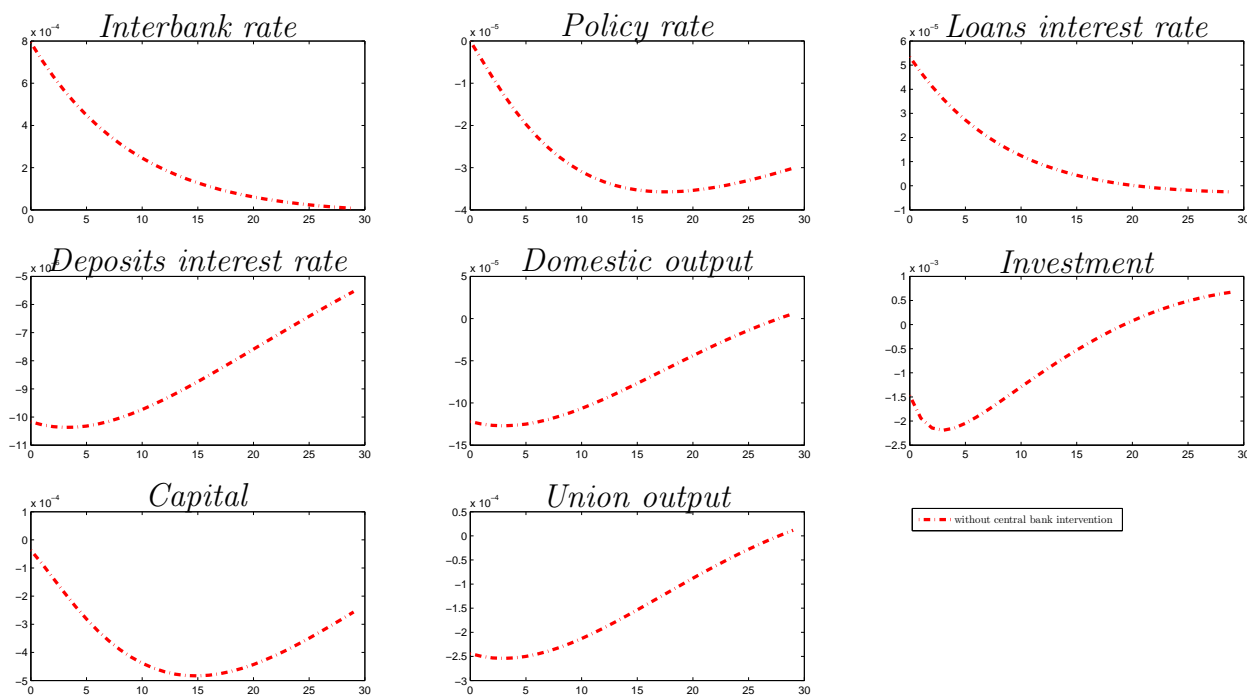 Interbank rate
x 10⁻⁴
8
6
4
2
0
0 5 10 15 20 25 30
Policy rate
x 10⁻⁵
0
−1
−2
−3
−4
0 5 10 15 20 25 30
Loans interest rate
x 10⁻⁵
6
5
4
3
2
1
0
−1
0 5 10 15 20 25 30
Deposits interest rate
x 10
−5
−6
−7
−8
−9
−10
−11
0 5 10 15 20 25 30
Domestic output
x 10⁻⁵
5
0
−5
−10
−15
0 5 10 15 20 25 30
Investment
x 10⁻³
1
0.5
0
−0.5
−1
−1.5
−2
−2.5
0 5 10 15 20 25 30
Capital
x 10⁻⁴
1
0
−1
−2
−3
−4
−5
0 5 10 15 20 25 30
Union output
x 10⁻⁴
0.5
0
−0.5
−1
−1.5
−2
−2.5
−3
0 5 10 15 20 25 30
without central bank intervention